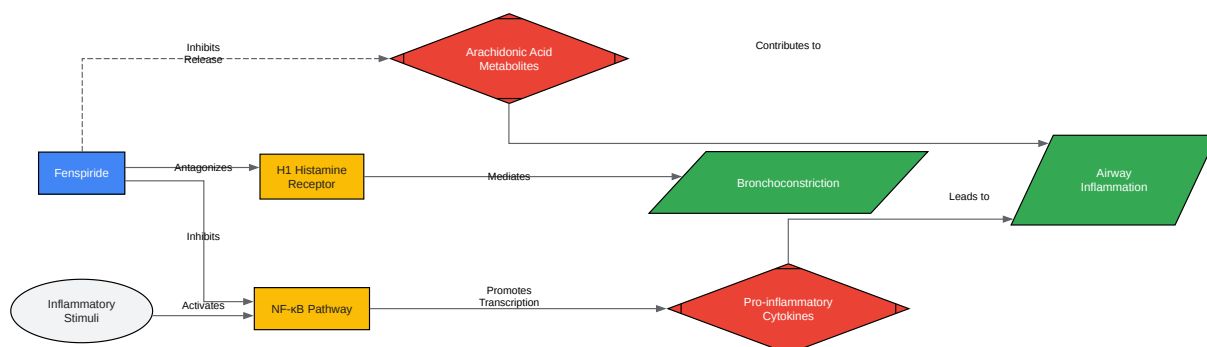 Inhibits
Release
Arachidonic Acid
Metabolites
Contributes to
Fenspiride
Antagonizes
H1 Histamine
Receptor
Mediates
Bronchoconstriction
Airway
Inflammation
Leads to
Inhibits
Inflammatory
Stimuli
Activates
NF-κB Pathway
Promotes
Transcription
Pro-inflammatory
Cytokines